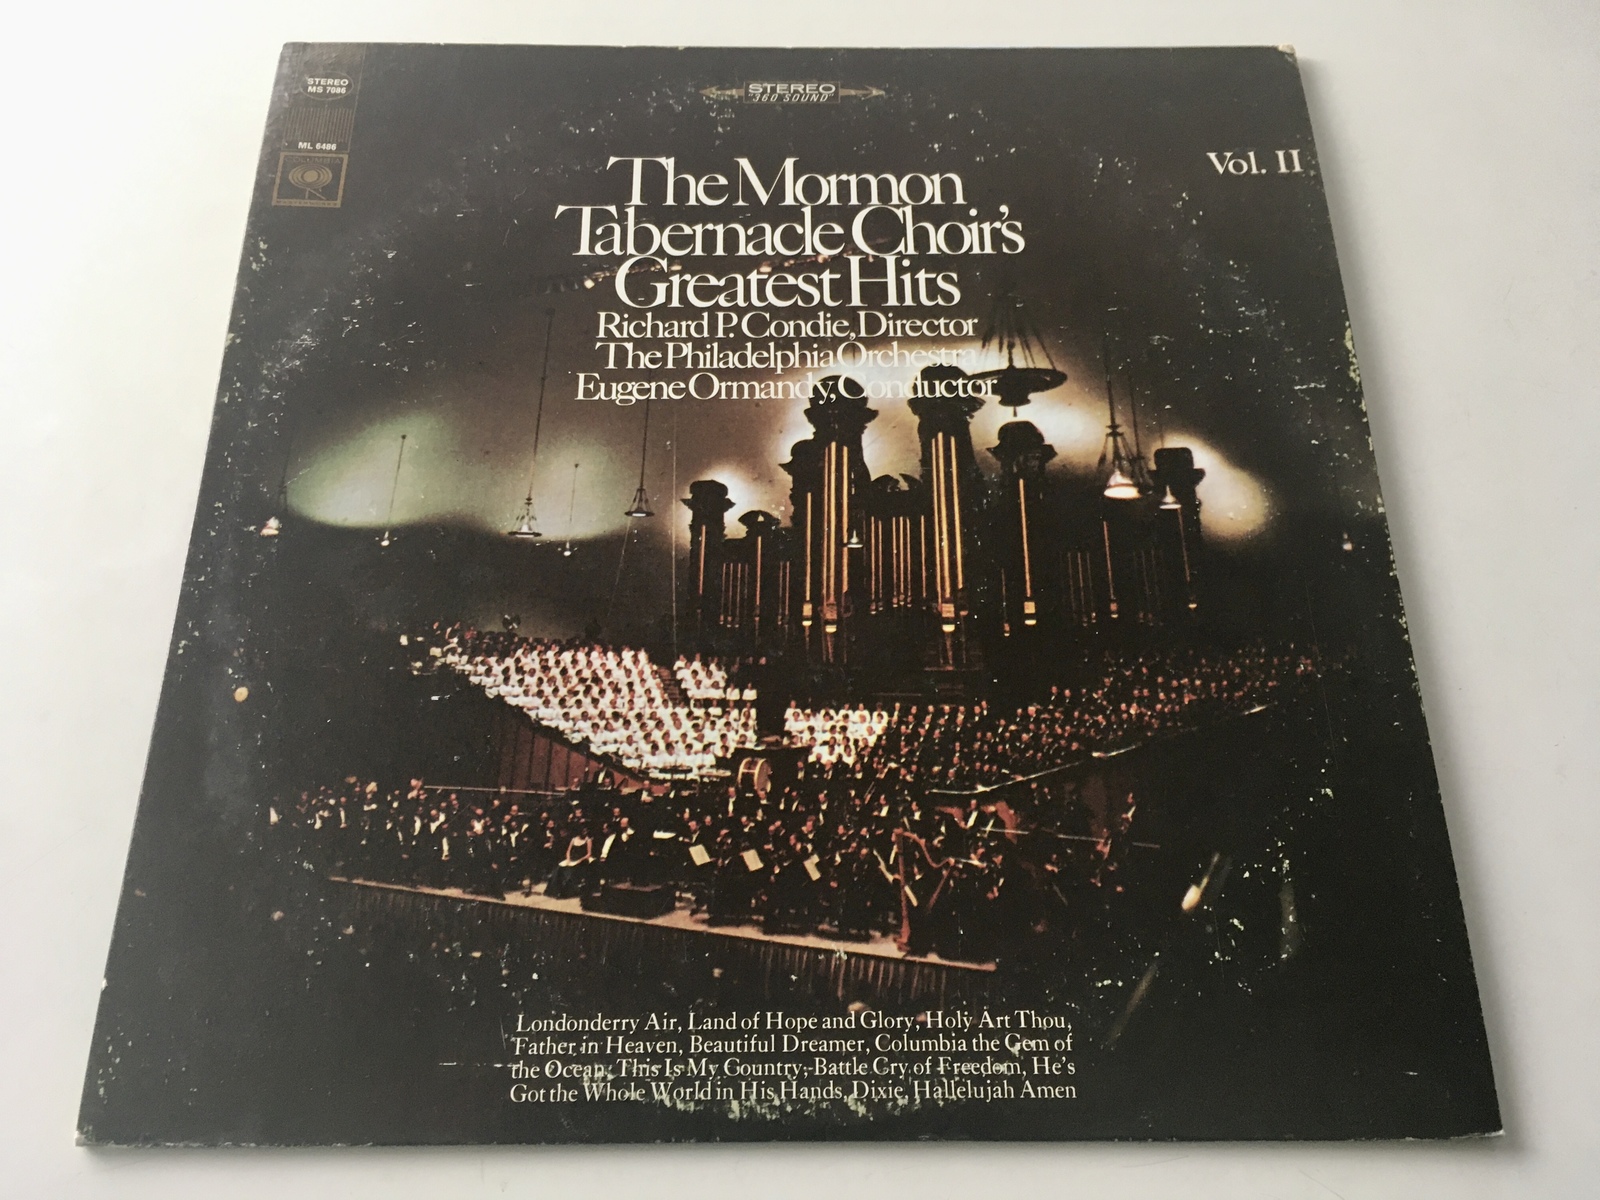 STEREO
MS 7086
ML 6486
COLUMBIA
STEREO
"360 SOUND"
Vol. II
The Mormon
Tabernacle Choir's
Greatest Hits
Richard P. Condie, Director
The Philadelphia Orchestra
Eugene Ormandy, Conductor
Londonderry Air, Land of Hope and Glory, Holy Art Thou,
Father in Heaven, Beautiful Dreamer, Columbia the Gem of
the Ocean, This Is My Country, Battle Cry of Freedom, He's
Got the Whole World in His Hands, Dixie, Hallelujah Amen